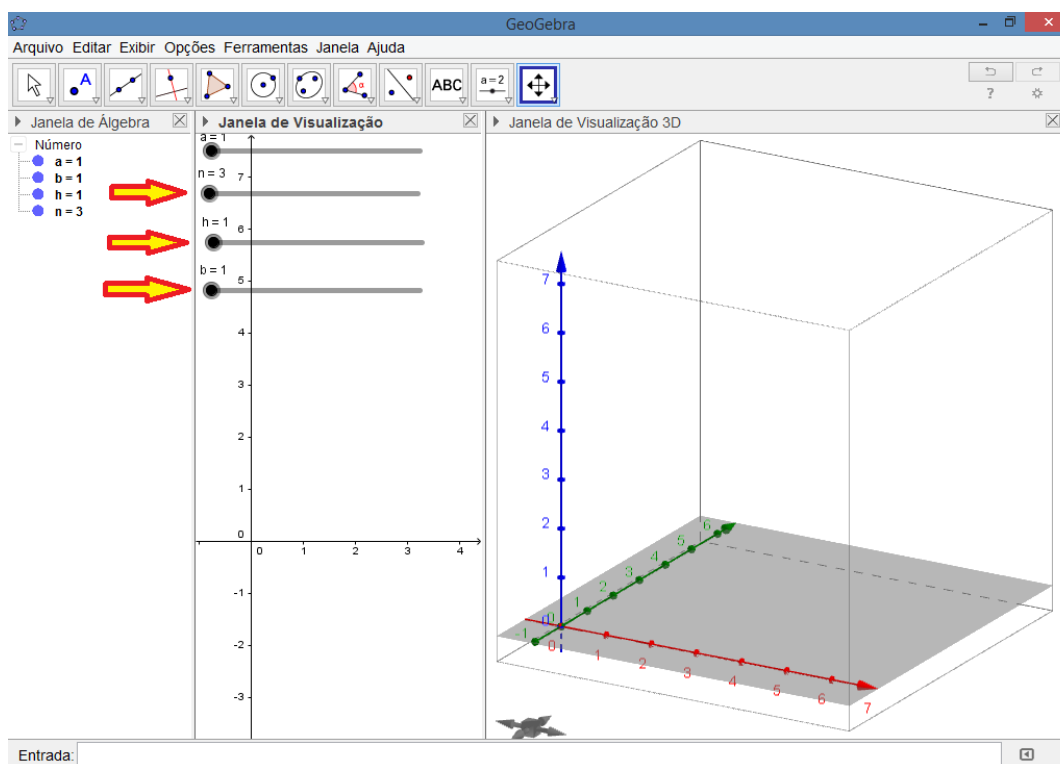 GeoGebra
Arquivo Editar Exibir Opções Ferramentas Janela Ajuda
A
α
ABC
a=2
?
Janela de Álgebra
Número
a = 1
b = 1
h = 1
n = 3
Janela de Visualização
a = 1
n = 3
h = 1
b = 1
7
6
5
4
3
2
1
0
-1
-2
-3
0 1 2 3 4
Janela de Visualização 3D
7
6
5
4
3
2
1
0
-1 0 1 2 3 4 5 6
0 1 2 3 4 5 6 7
Entrada: